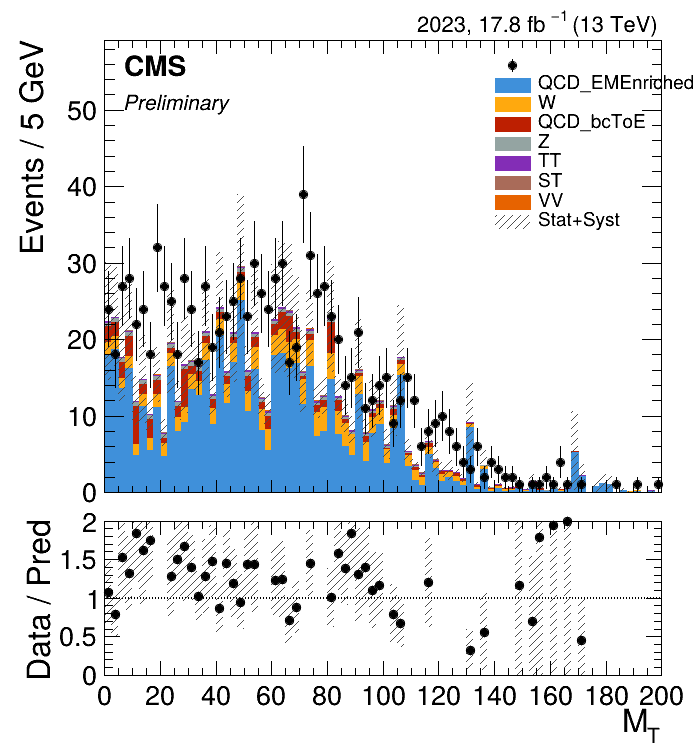 2023, 17.8 fb⁻¹ (13 TeV)
CMS
Preliminary
Events / 5 GeV
QCD_EMEnriched
W
QCD_bcToE
Z
TT
ST
VV
Stat+Syst
50
40
30
20
10
0
Data / Pred
2
1.5
1
0.5
0
0 20 40 60 80 100 120 140 160 180 200
M_T